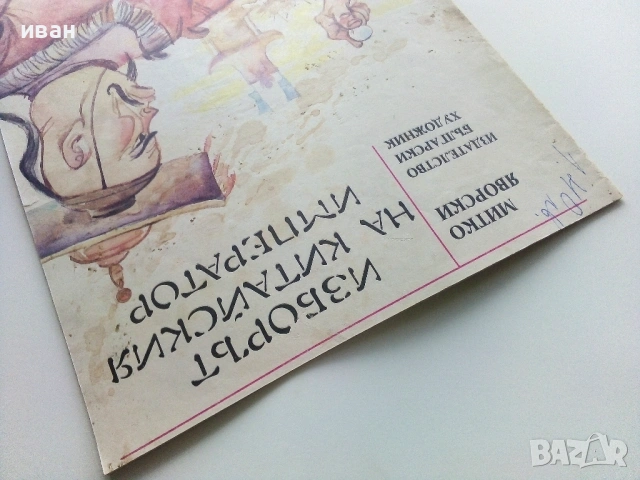 иван
МИТКО
ЯВОРСКИ
ИЗДАТЕЛСТВО
БЪЛГАРСКИ
ХУДОЖНИК
ИЗБОРЪТ
НА КИТАЙСКИЯ
ИМПЕРАТОР
BAZAR